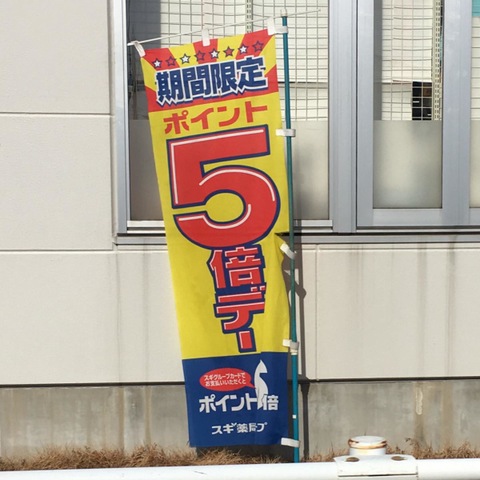 期間限定
ポイント
5
倍デー
スギグループカードで
お支払いいただくと
ポイント倍
スギ薬局